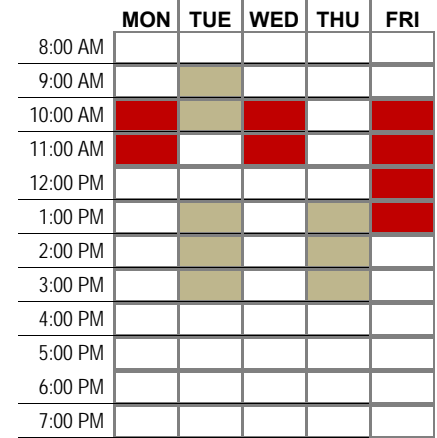 MON TUE WED THU FRI
8:00 AM
9:00 AM
10:00 AM
11:00 AM
12:00 PM
1:00 PM
2:00 PM
3:00 PM
4:00 PM
5:00 PM
6:00 PM
7:00 PM